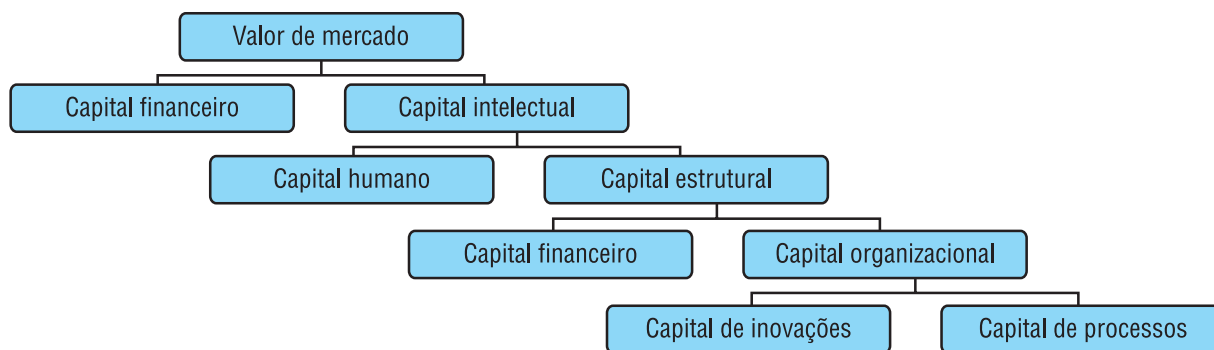 Valor de mercado
Capital financeiro
Capital intelectual
Capital humano
Capital estrutural
Capital financeiro
Capital organizacional
Capital de inovações
Capital de processos